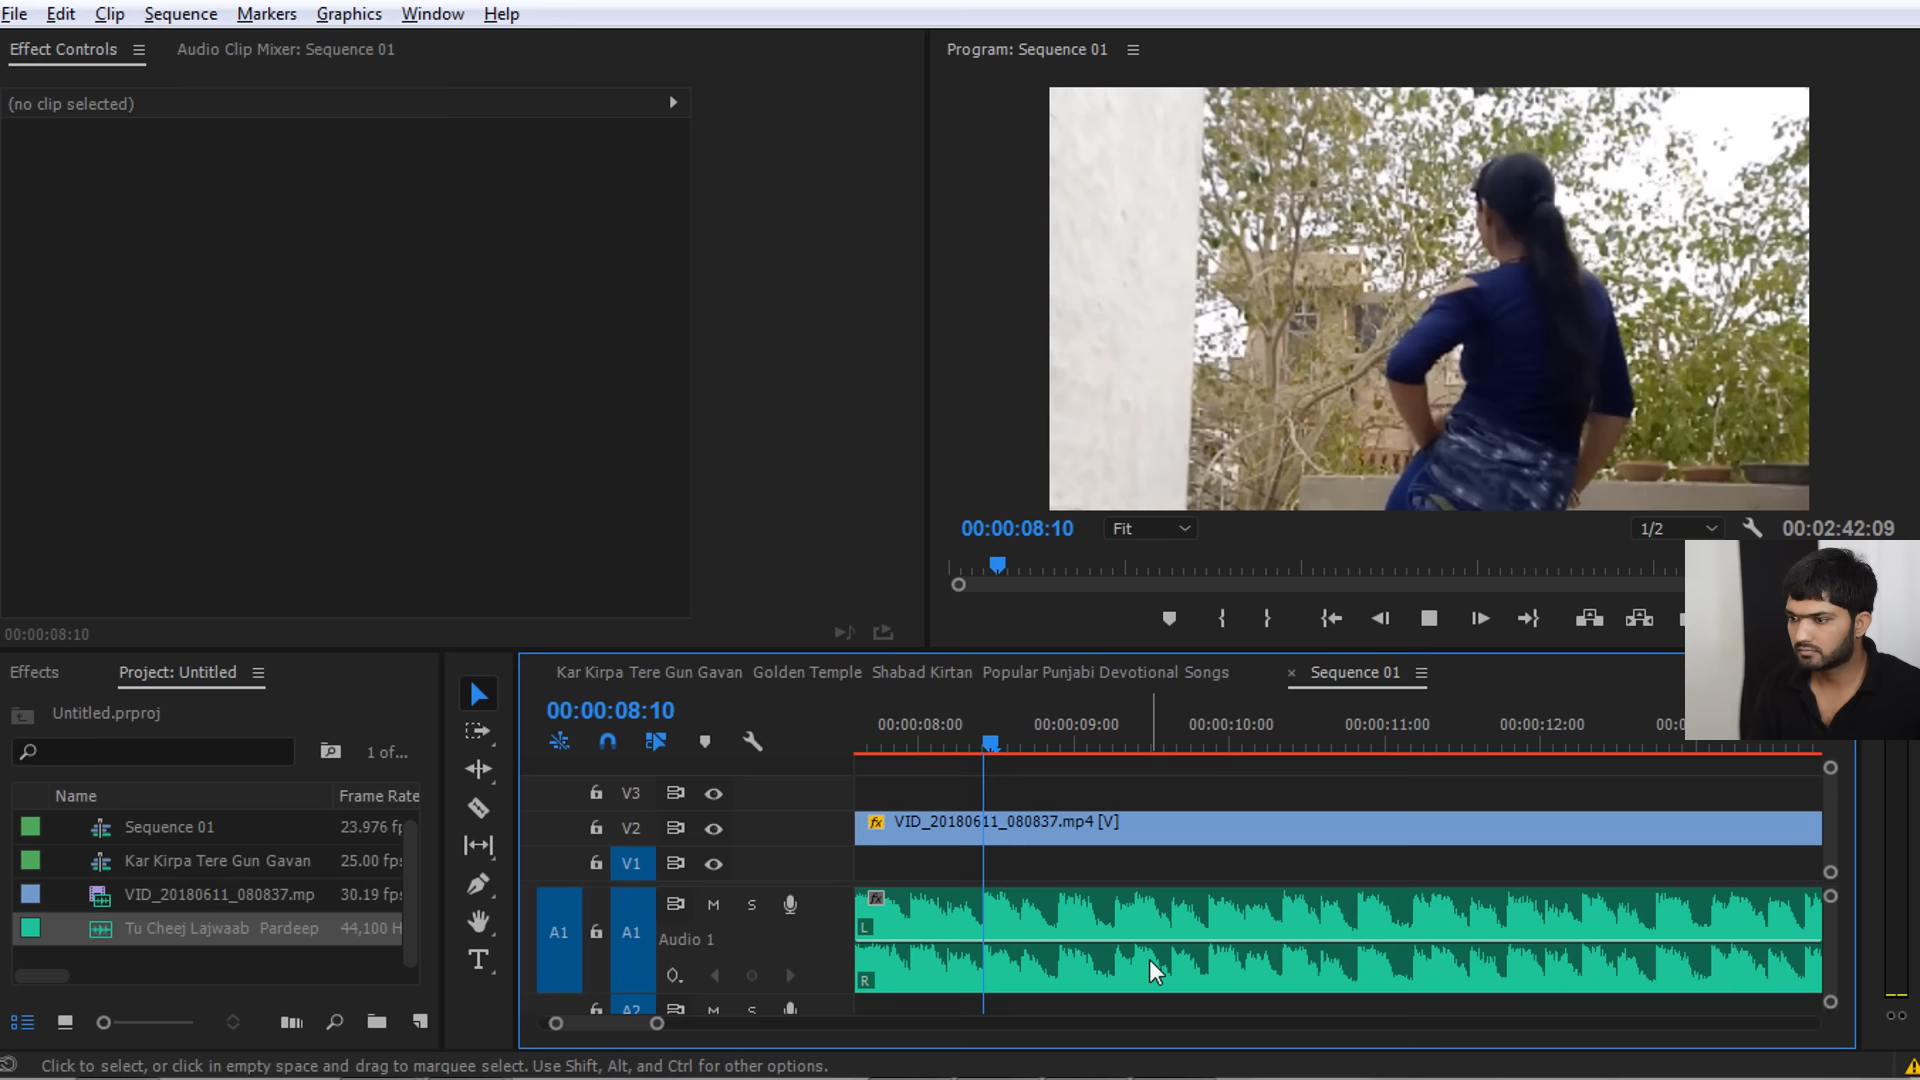 File Edit Clip Sequence Markers Graphics Window Help
Effect Controls Audio Clip Mixer: Sequence 01
Program: Sequence 01
(no clip selected)
00:00:08:10 Fit 1/2 00:02:42:09
00:00:08:10
Effects Project: Untitled
Kar Kirpa Tere Gun Gavan Golden Temple Shabad Kirtan Popular Punjabi Devotional Songs × Sequence 01
Untitled.prproj
00:00:08:10
00:00:08:00 00:00:09:00 00:00:10:00 00:00:11:00 00:00:12:00
1 of...
Name Frame Rate
V3
Sequence 01 23.976 fp
V2 fx VID_20180611_080837.mp4 [V]
Kar Kirpa Tere Gun Gavan 25.00 fps
V1
VID_20180611_080837.mp 30.19 fp
Tu Cheej Lajwaab Pardeep 44,100 H
A1 A1 M S fx L
Audio 1
R
A2 M S
Click to select, or click in empty space and drag to marquee select. Use Shift, Alt, and Ctrl for other options.